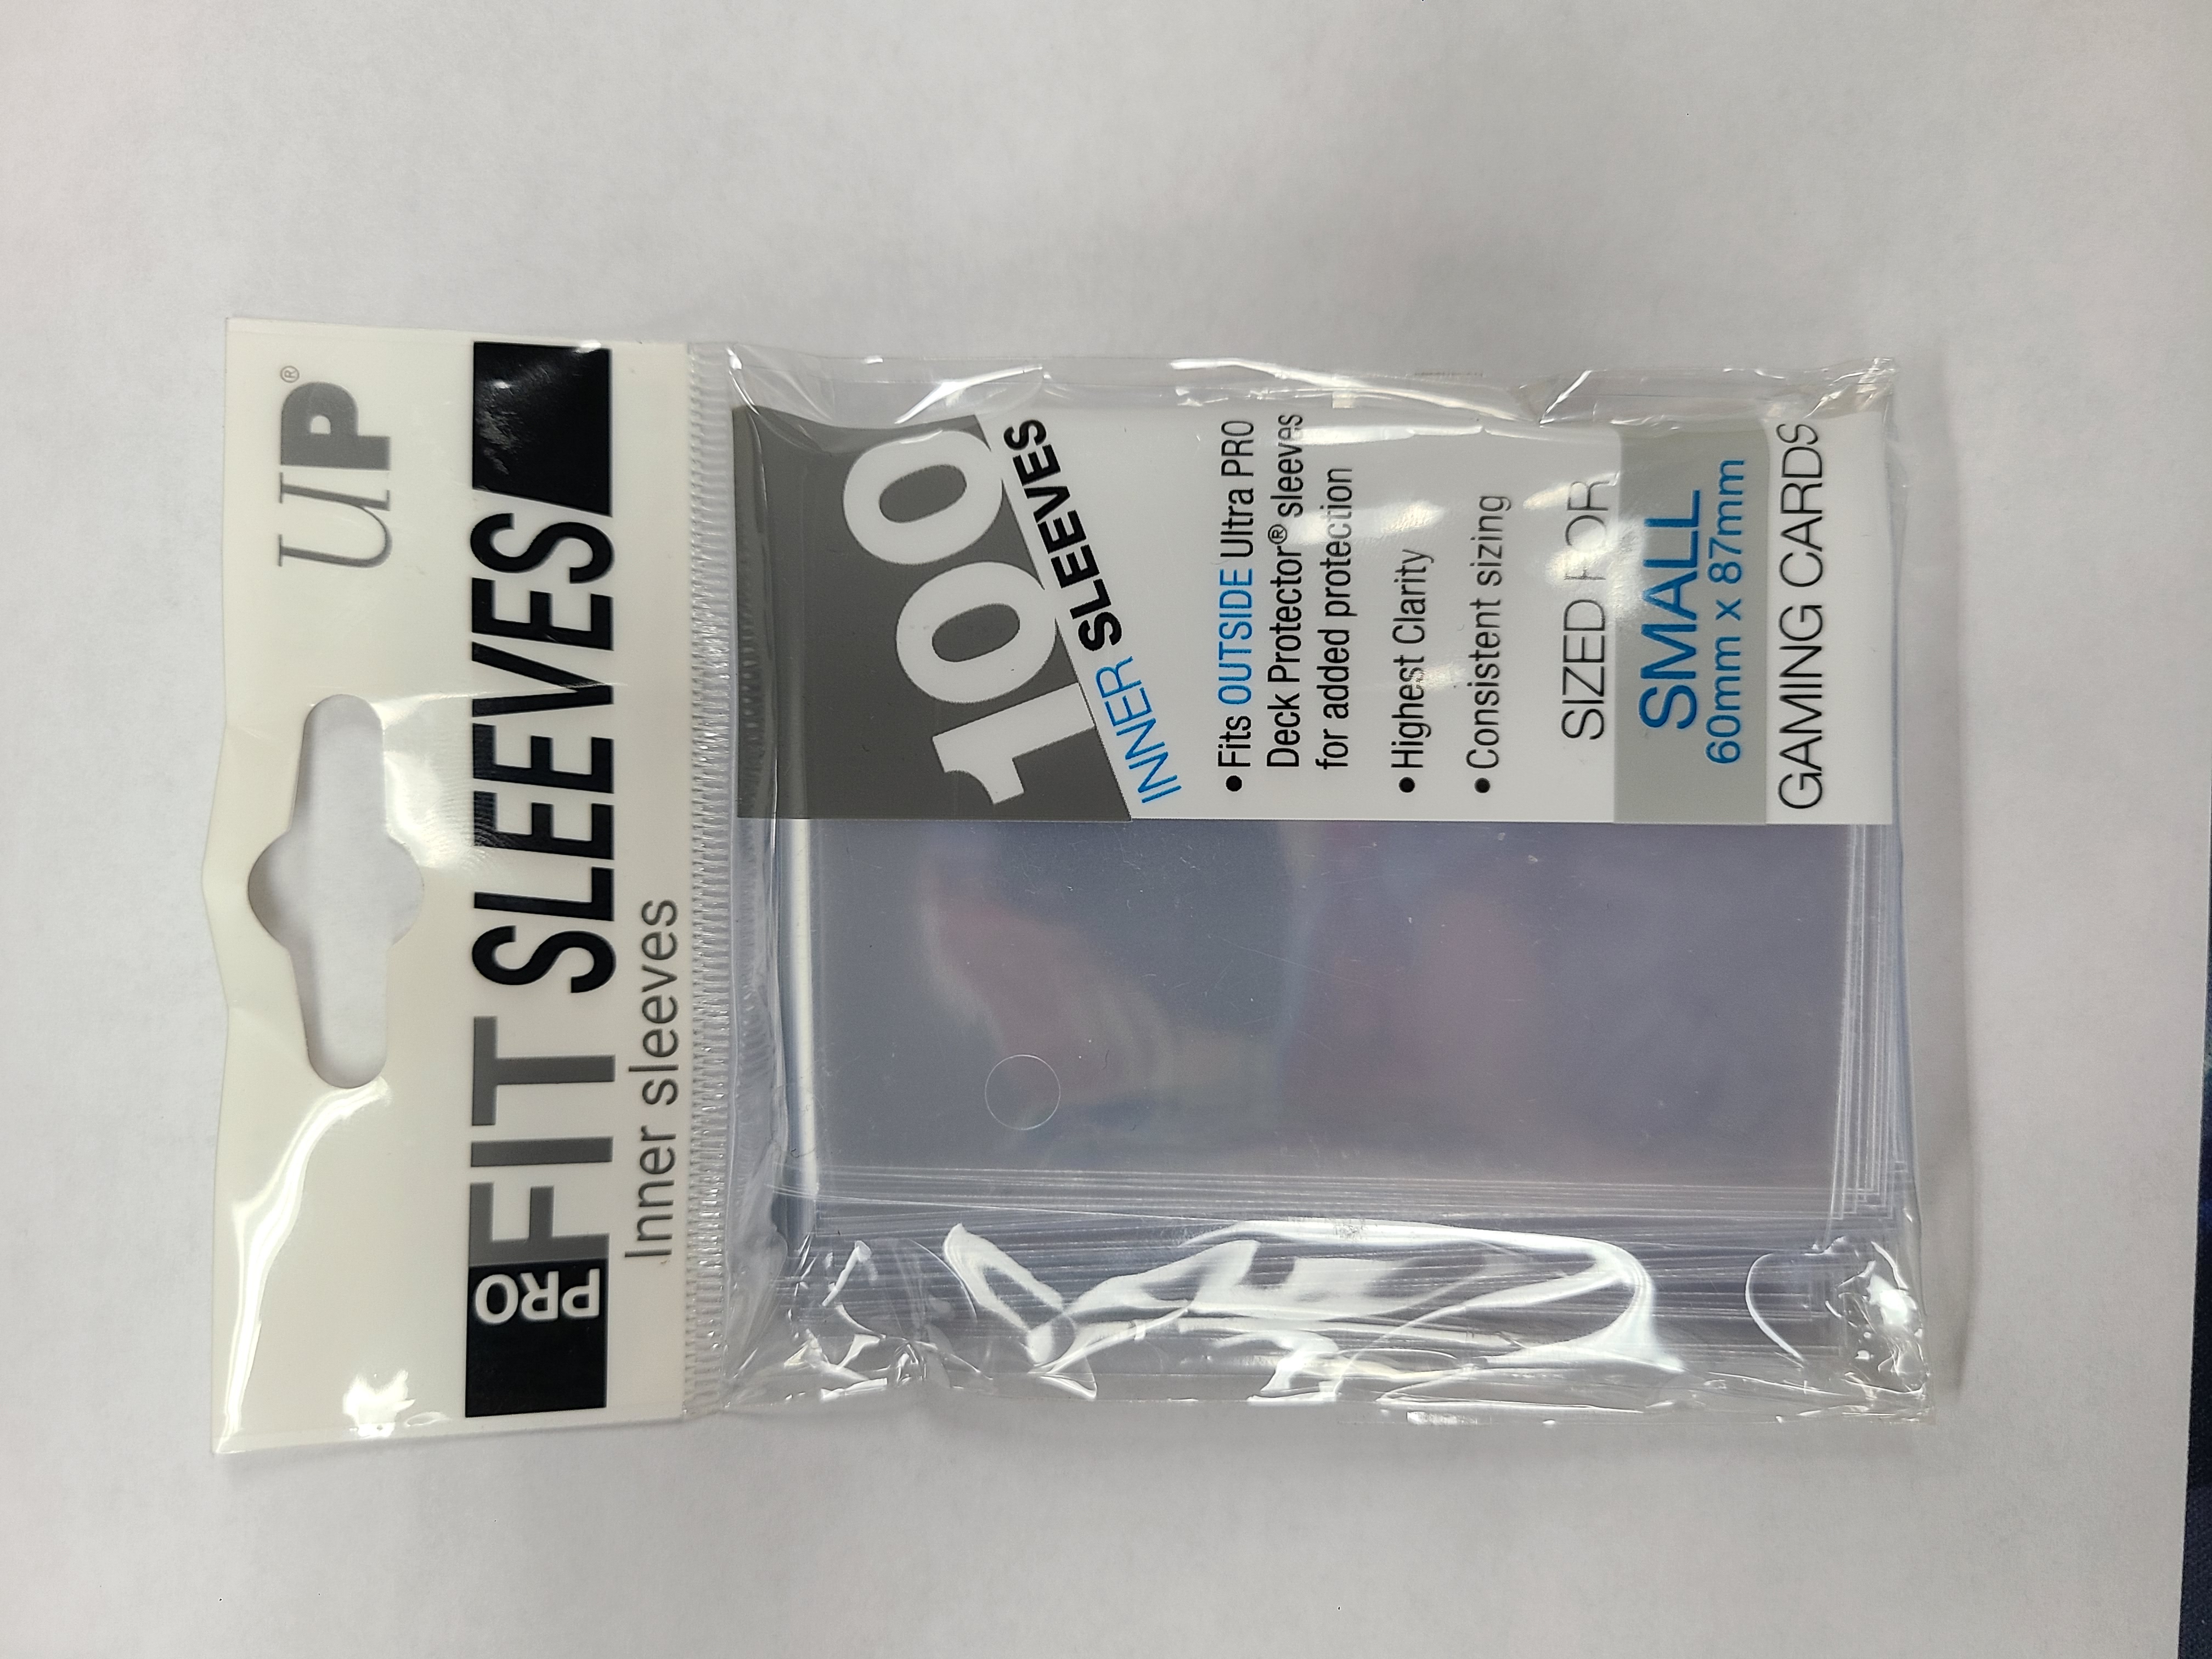 UP®
PRO FIT SLEEVES
Inner sleeves
100
INNER SLEEVES
•Fits OUTSIDE Ultra PRO
Deck Protector® sleeves
for added protection
•Highest Clarity
•Consistent sizing
SIZED FOR
SMALL
60mm x 87mm
GAMING CARDS